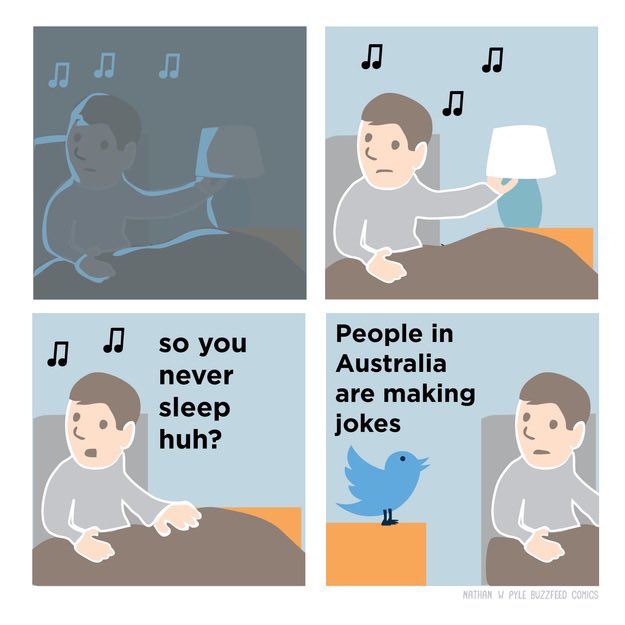 so you
never
sleep
huh?
People in
Australia
are making
jokes
NATHAN W PYLE BUZZFEED COMICS